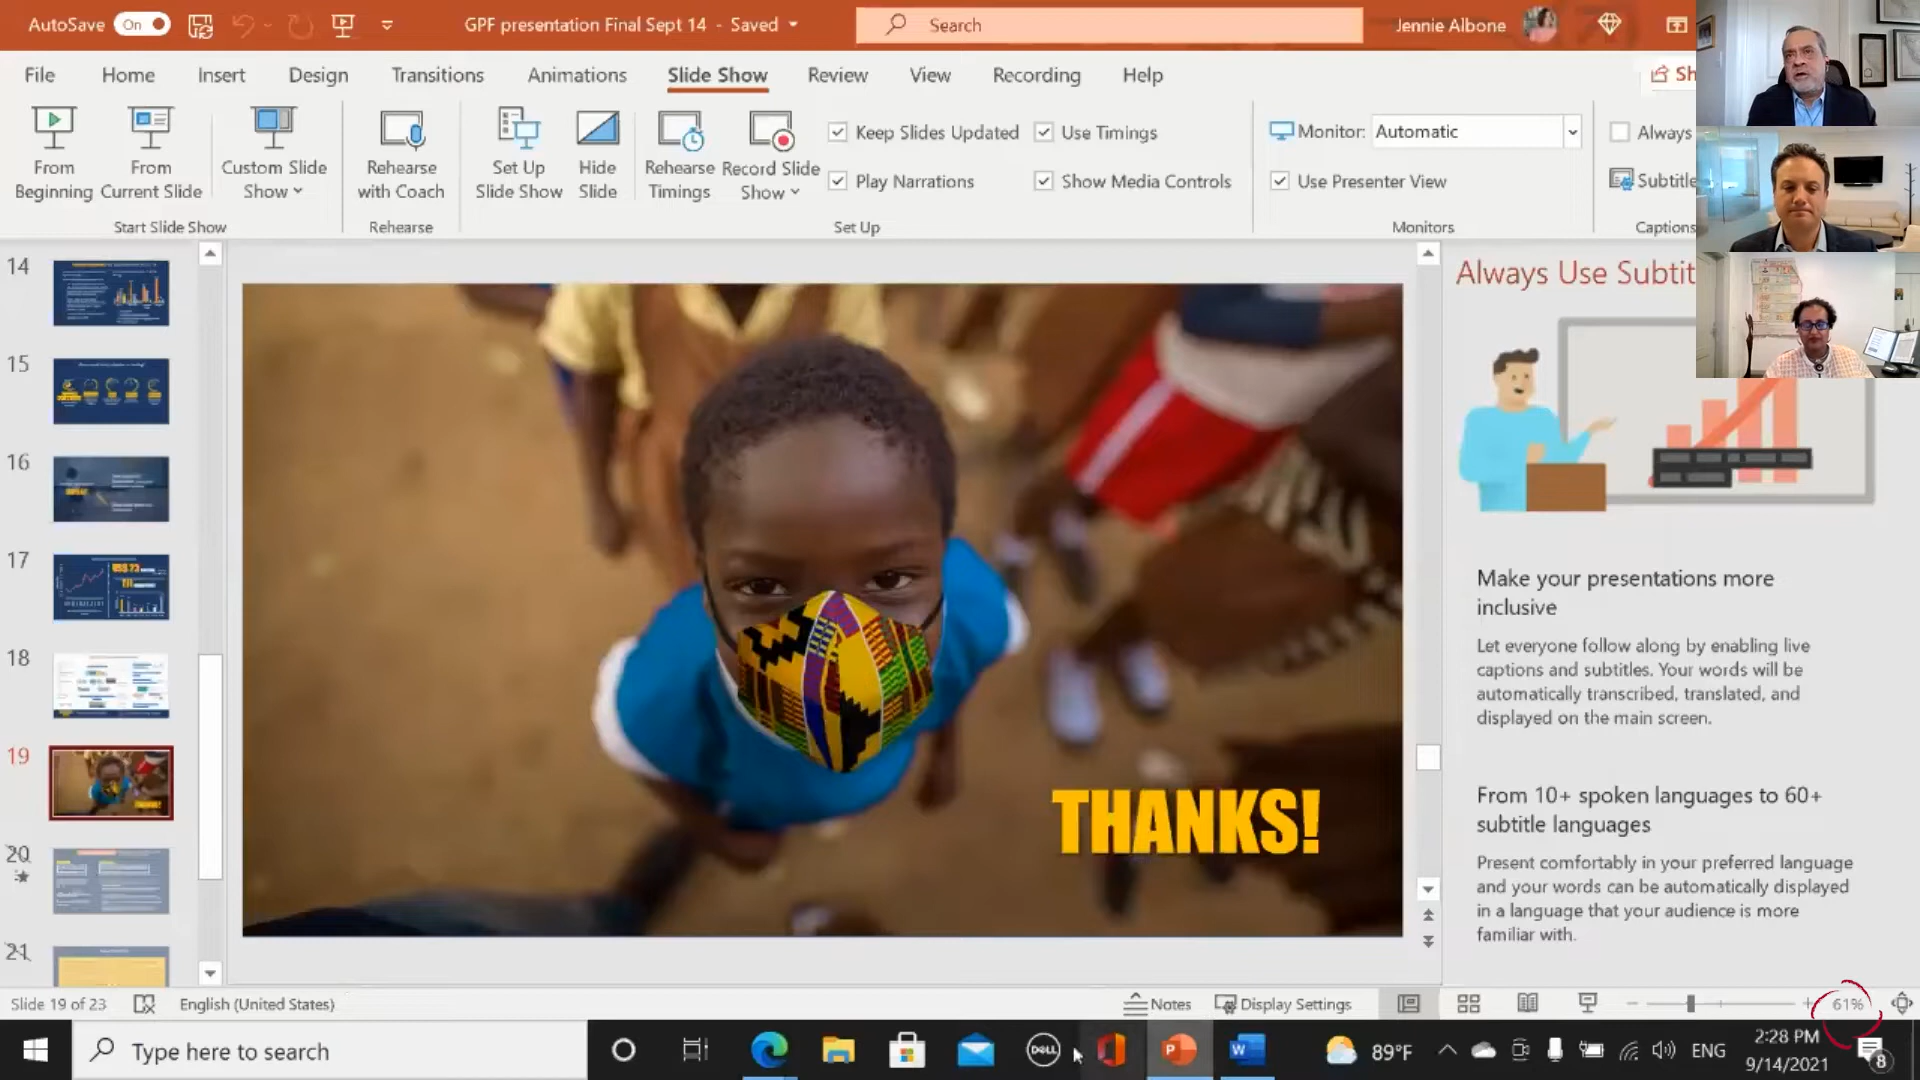 AutoSave On GPF presentation Final Sept 14 - Saved Search Jennie Albone
File Home Insert Design Transitions Animations Slide Show Review View Recording Help Sh
From Beginning
From Current Slide
Custom Slide Show
Rehearse with Coach
Set Up Slide Show
Hide Slide
Rehearse Timings
Record Slide Show
Keep Slides Updated
Play Narrations
Use Timings
Show Media Controls
Monitor: Automatic
Use Presenter View
Always
Subtitle
Start Slide Show Rehearse Set Up Monitors Captions
14
15
16
17
18
19
20
21
THANKS!
Always Use Subtit
Make your presentations more
inclusive
Let everyone follow along by enabling live
captions and subtitles. Your words will be
automatically transcribed, translated, and
displayed on the main screen.
From 10+ spoken languages to 60+
subtitle languages
Present comfortably in your preferred language
and your words can be automatically displayed
in a language that your audience is more
familiar with.
Slide 19 of 23 English (United States) Notes Display Settings 61%
Type here to search DELL P W 89°F ENG 2:28 PM
9/14/2021 8